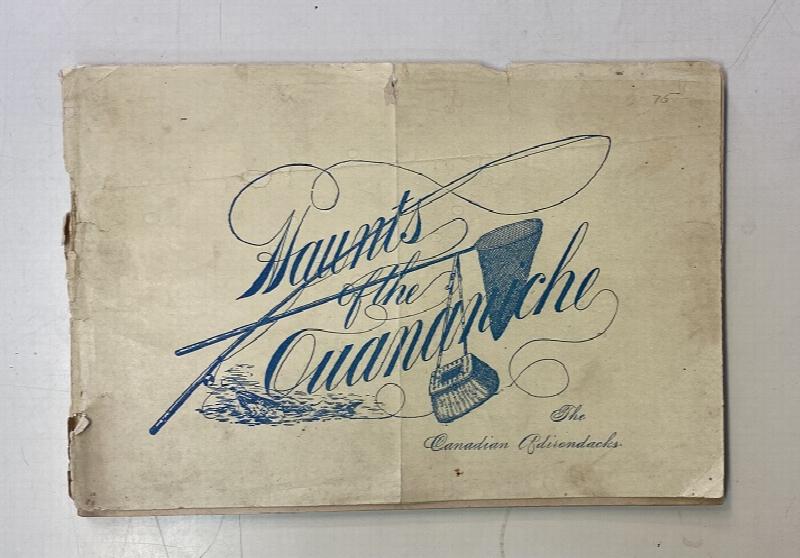 75
Haunts
of the
Ouananiche
The
Canadian Adirondacks.